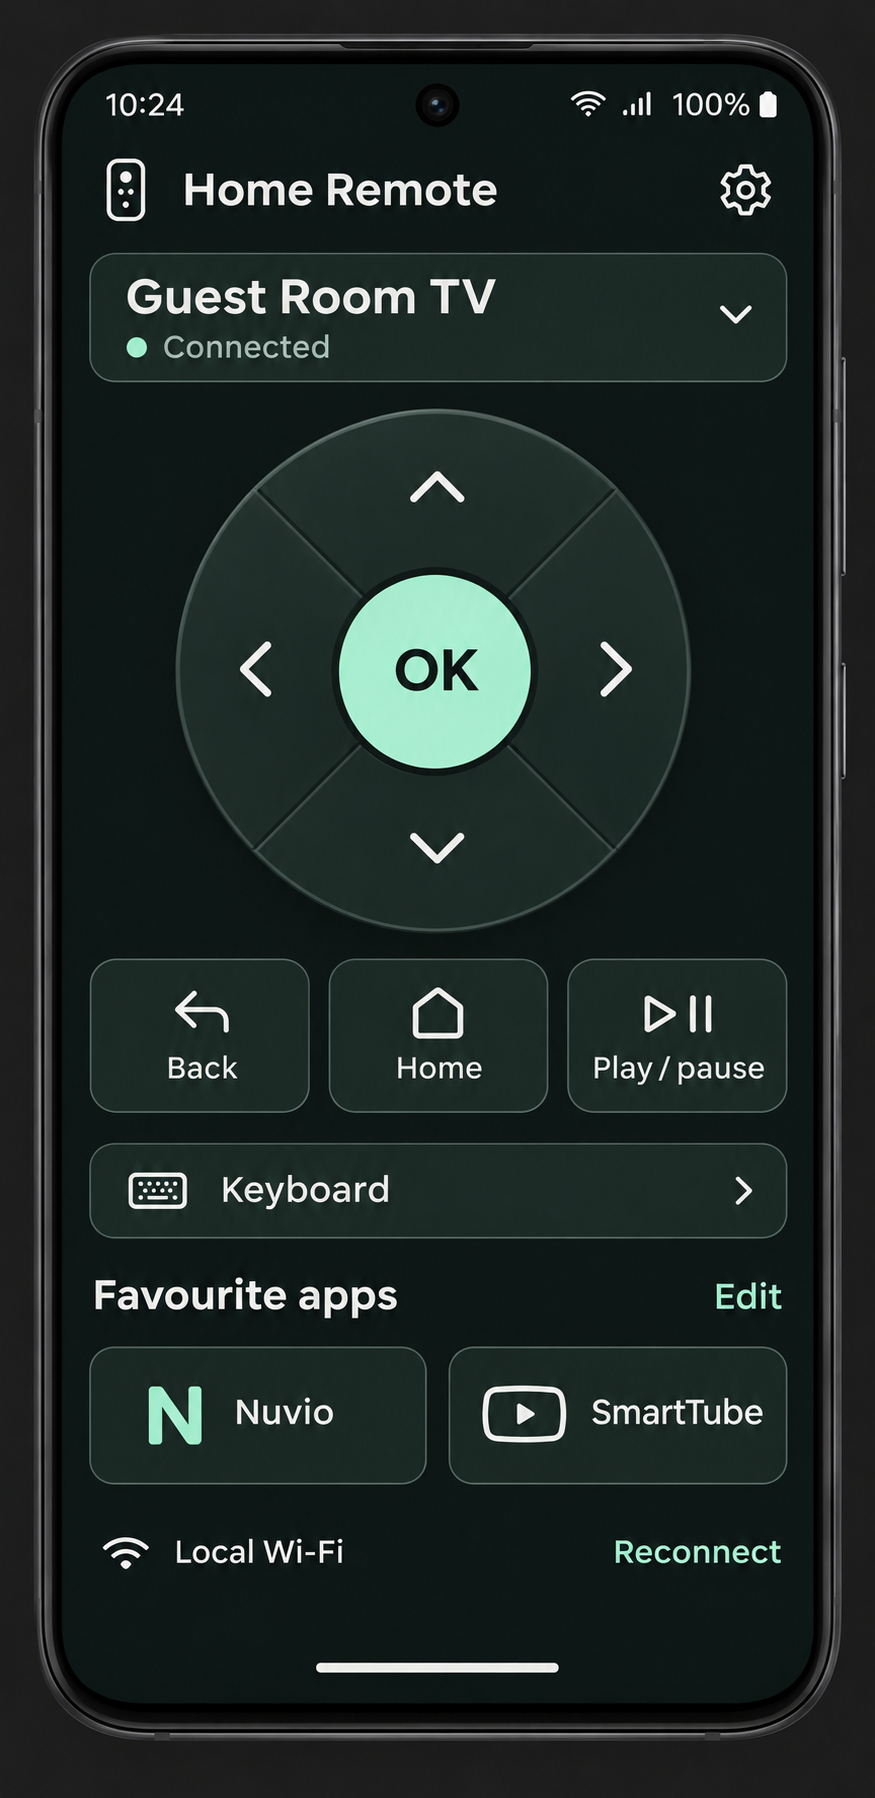 10:24 100%
Home Remote
Guest Room TV
Connected
OK
Back Home Play / pause
Keyboard
Favourite apps Edit
N Nuvio SmartTube
Local Wi-Fi Reconnect